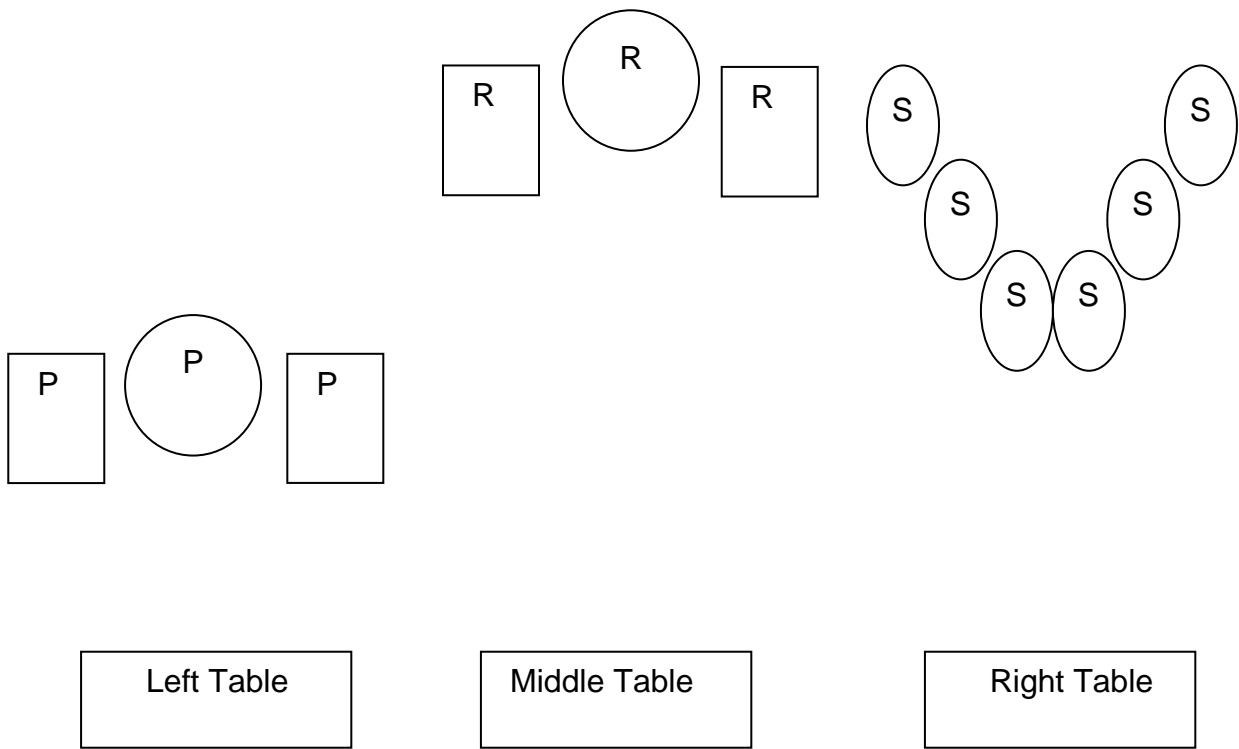 R
R R S S
S S
S S
P
P P
Left Table Middle Table Right Table